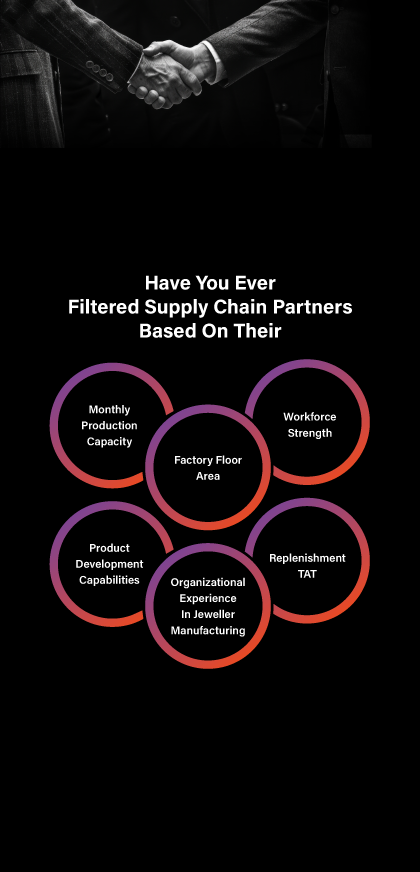 Have You Ever
Filtered Supply Chain Partners
Based On Their
Monthly
Production
Capacity
Factory Floor
Area
Workforce
Strength
Product
Development
Capabilities
Organizational
Experience
In Jeweller
Manufacturing
Replenishment
TAT